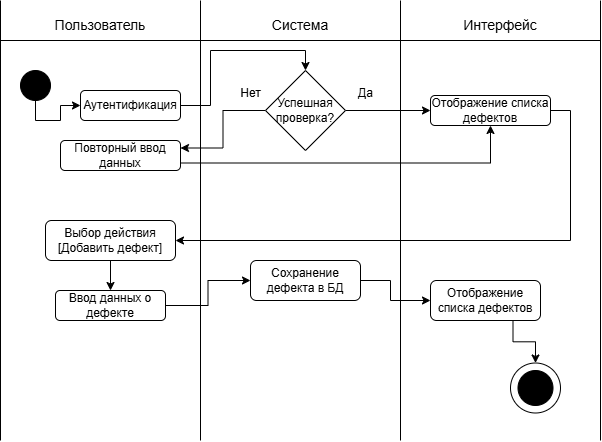 Пользователь
Система
Интерфейс
Аутентификация
Нет
Успешная
проверка?
Да
Отображение списка
дефектов
Повторный ввод
данных
Выбор действия
[Добавить дефект]
Ввод данных о
дефекте
Сохранение
дефекта в БД
Отображение
списка дефектов